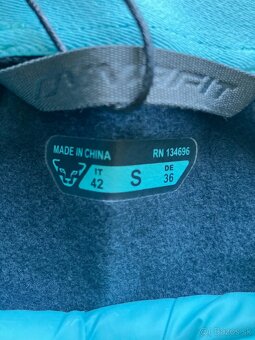 DYNAFIT
MADE IN CHINA RN 134696
IT 42 S DE 36